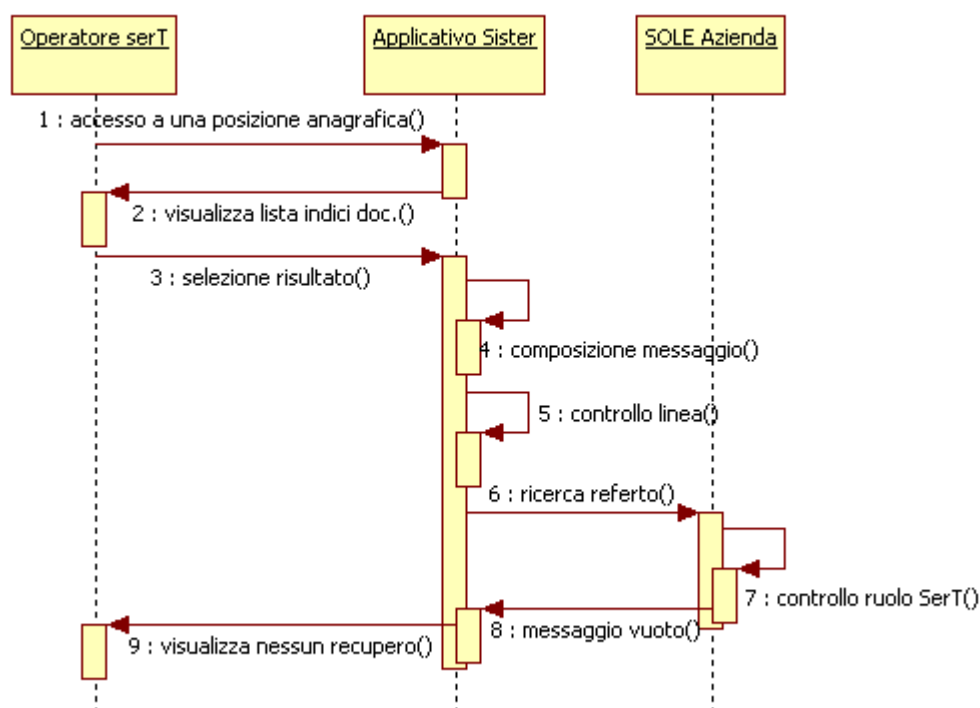 Operatore serT
Applicativo Sister
SOLE Azienda
1 : accesso a una posizione anagrafica()
2 : visualizza lista indici doc.()
3 : selezione risultato()
4 : composizione messaggio()
5 : controllo linea()
6 : ricerca referto()
7 : controllo ruolo SerT()
8 : messaggio vuoto()
9 : visualizza nessun recupero()